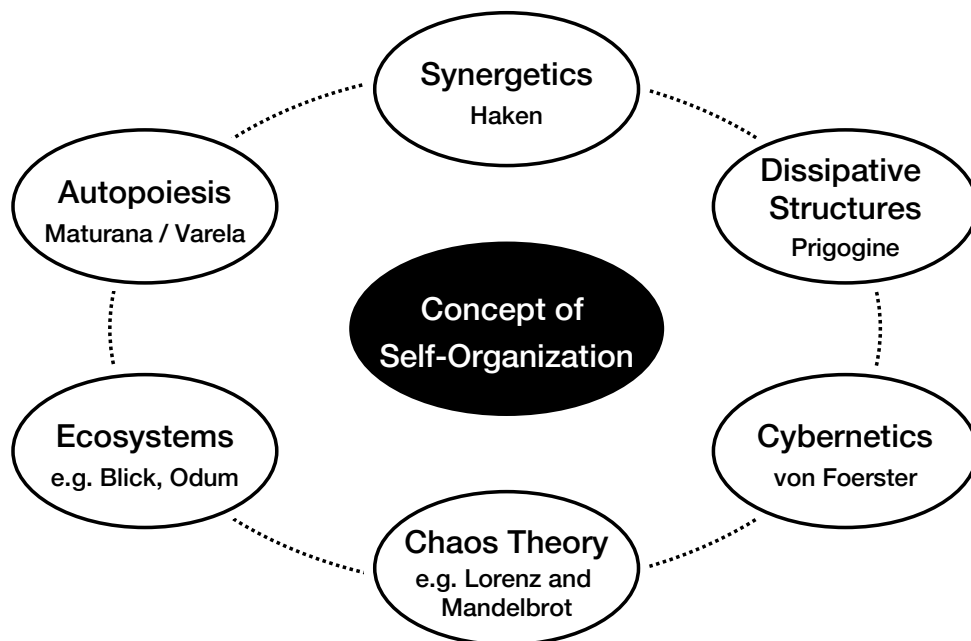 Synergetics
Haken
Dissipative
Structures
Prigogine
Autopoiesis
Maturana / Varela
Concept of
Self-Organization
Cybernetics
von Foerster
Ecosystems
e.g. Blick, Odum
Chaos Theory
e.g. Lorenz and
Mandelbrot